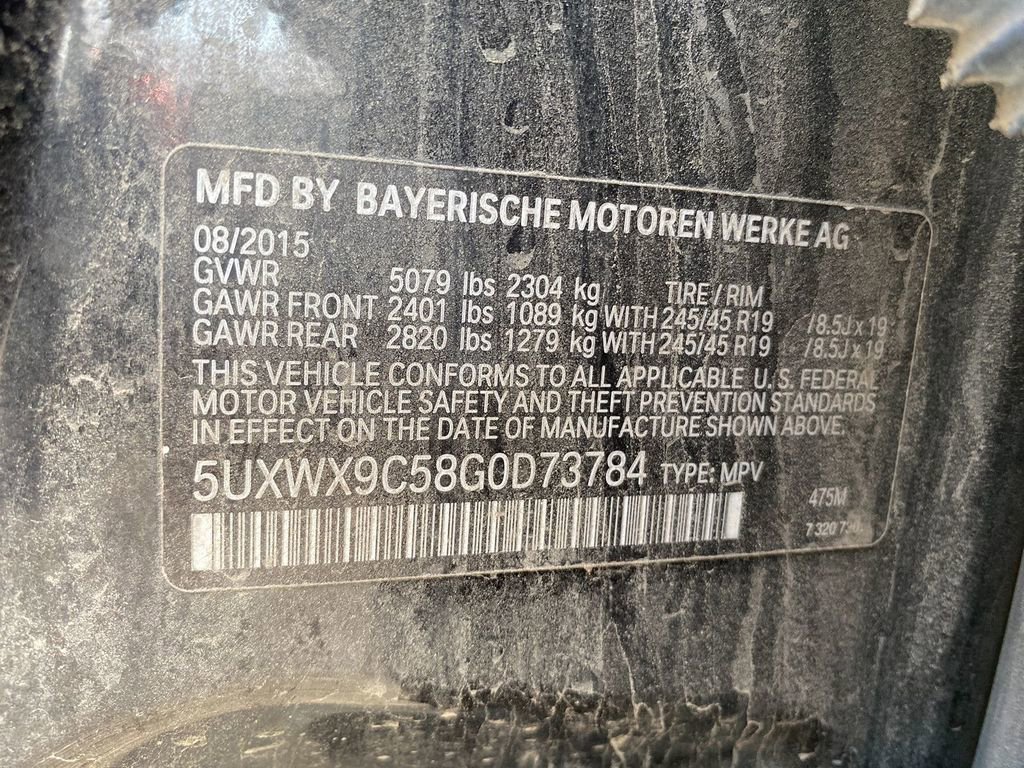 MFD BY BAYERISCHE MOTOREN WERKE AG
08/2015
GVWR 5079 lbs 2304 kg TIRE / RIM
GAWR FRONT 2401 lbs 1089 kg WITH 245/45 R19 /8.5J x 19
GAWR REAR 2820 lbs 1279 kg WITH 245/45 R19 /8.5J x 19
THIS VEHICLE CONFORMS TO ALL APPLICABLE U.S. FEDERAL
MOTOR VEHICLE SAFETY AND THEFT PREVENTION STANDARDS
IN EFFECT ON THE DATE OF MANUFACTURE SHOWN ABOVE.
5UXWX9C58G0D73784 TYPE: MPV
475M
7320